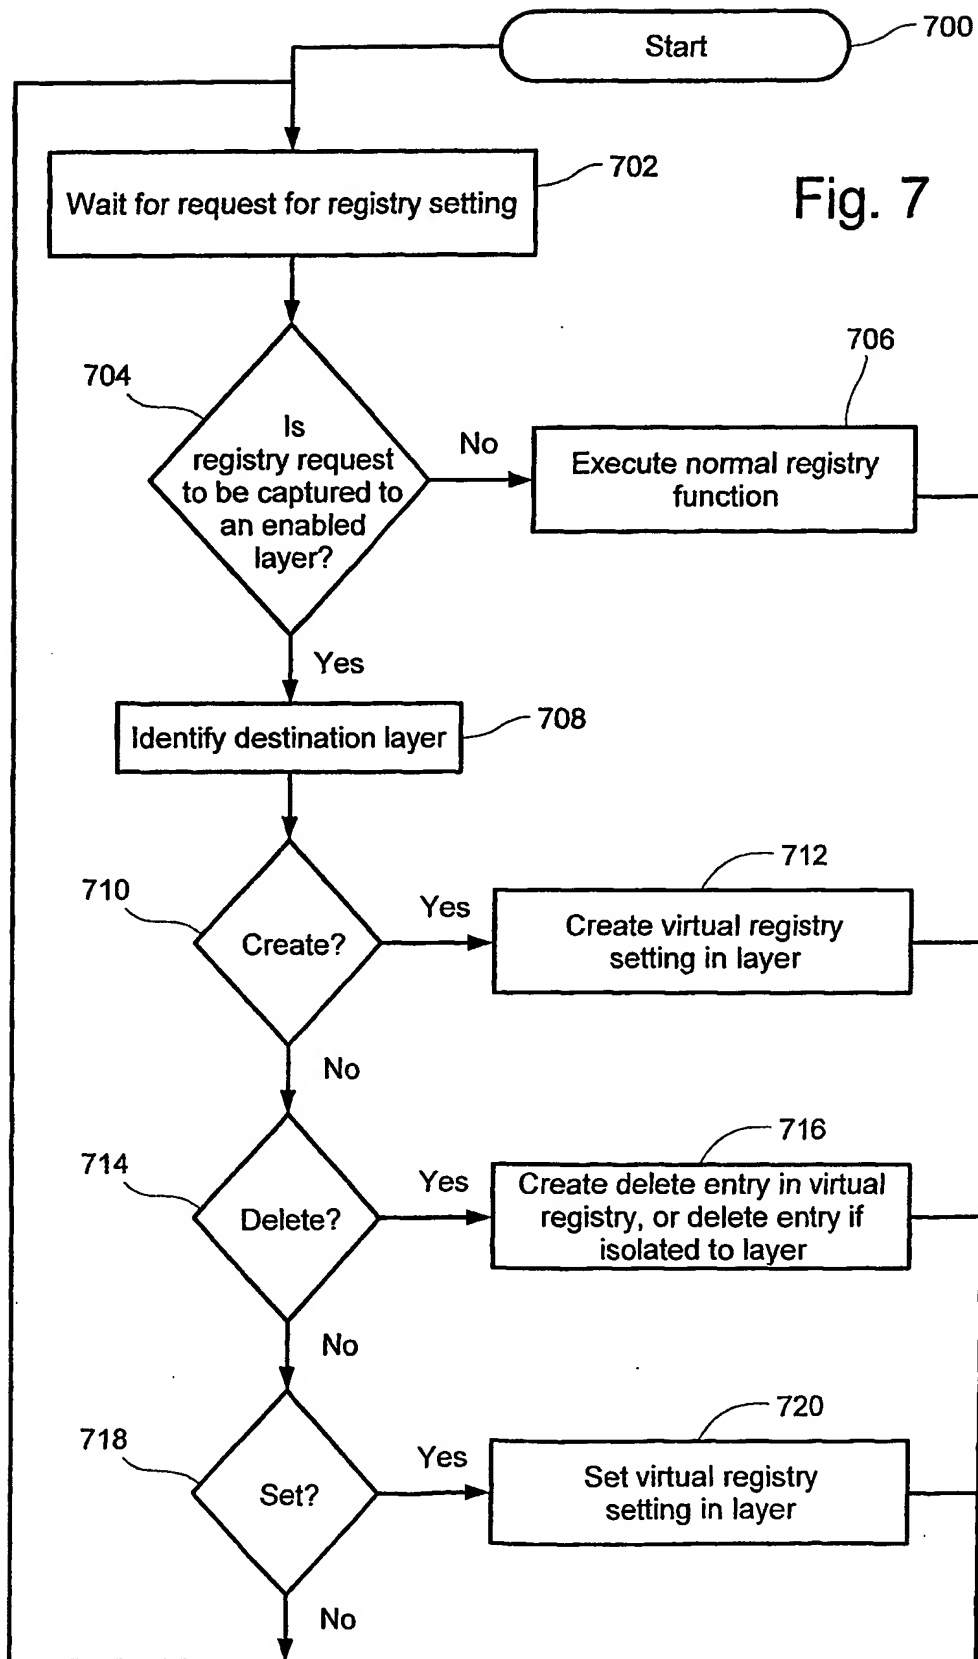 Start
700
702
Wait for request for registry setting
Fig. 7
704
Is
registry request
to be captured to
an enabled
layer?
No
706
Execute normal registry
function
Yes
708
Identify destination layer
710
Create?
Yes
712
Create virtual registry
setting in layer
No
714
Delete?
Yes
716
Create delete entry in virtual
registry, or delete entry if
isolated to layer
No
718
Set?
Yes
720
Set virtual registry
setting in layer
No